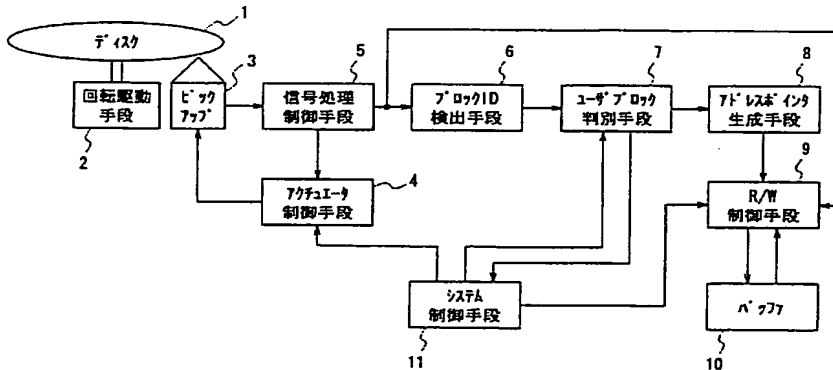 1
ディスク
回転駆動
手段
2
ピック
アップ
3
信号処理
制御手段
5
ブロックID
検出手段
6
ユーザブロック
判別手段
7
アドレスポインタ
生成手段
8
アクチュエータ
制御手段
4
R/W
制御手段
9
システム
制御手段
11
バッファ
10